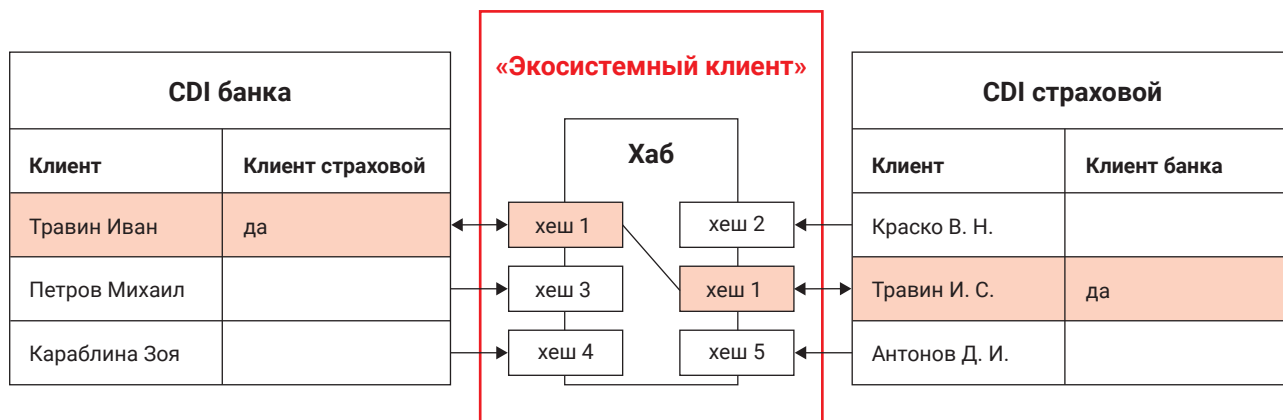 «Экосистемный клиент»
CDI банка
Клиент
Клиент страховой
Травин Иван
да
Петров Михаил
Караблина Зоя
Хаб
хеш 1
хеш 2
хеш 3
хеш 1
хеш 4
хеш 5
CDI страховой
Клиент
Клиент банка
Краско В. Н.
Травин И. С.
да
Антонов Д. И.